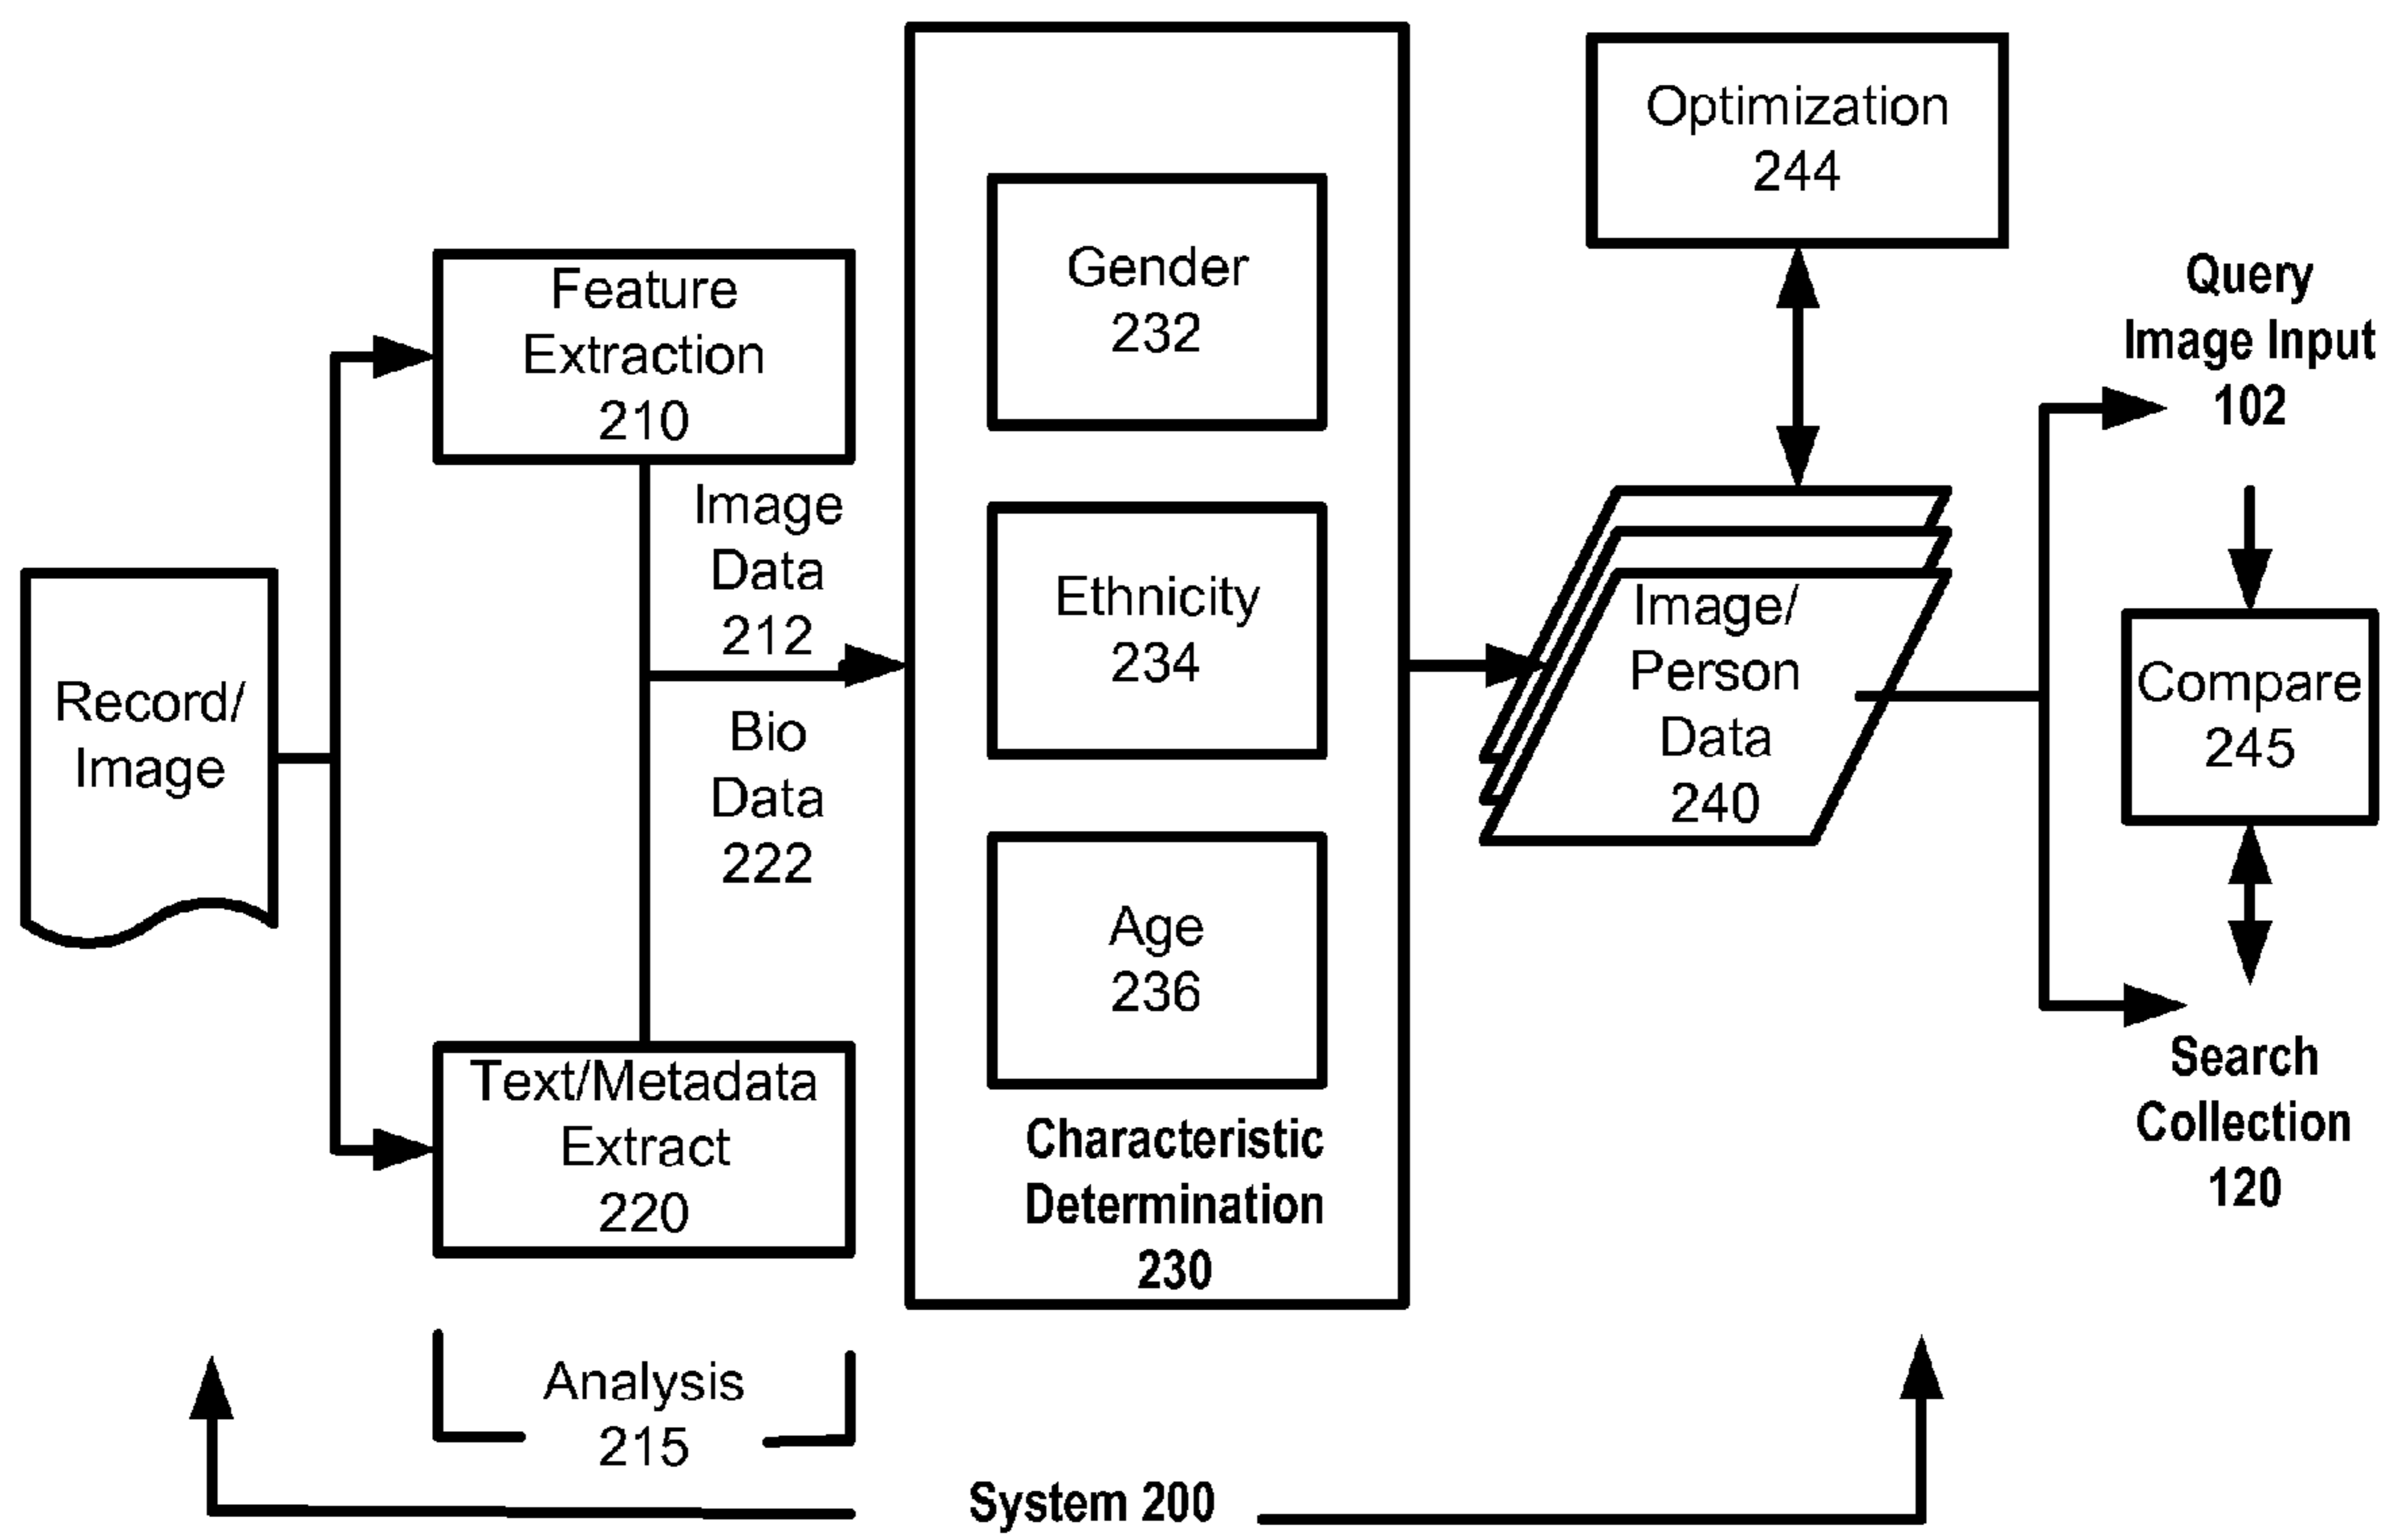 Record/
Image
Feature
Extraction
210
Image
Data
212
Bio
Data
222
Text/Metadata
Extract
220
Analysis
215
Gender
232
Ethnicity
234
Age
236
Characteristic
Determination
230
Optimization
244
Image/
Person
Data
240
Query
Image Input
102
Compare
245
Search
Collection
120
System 200